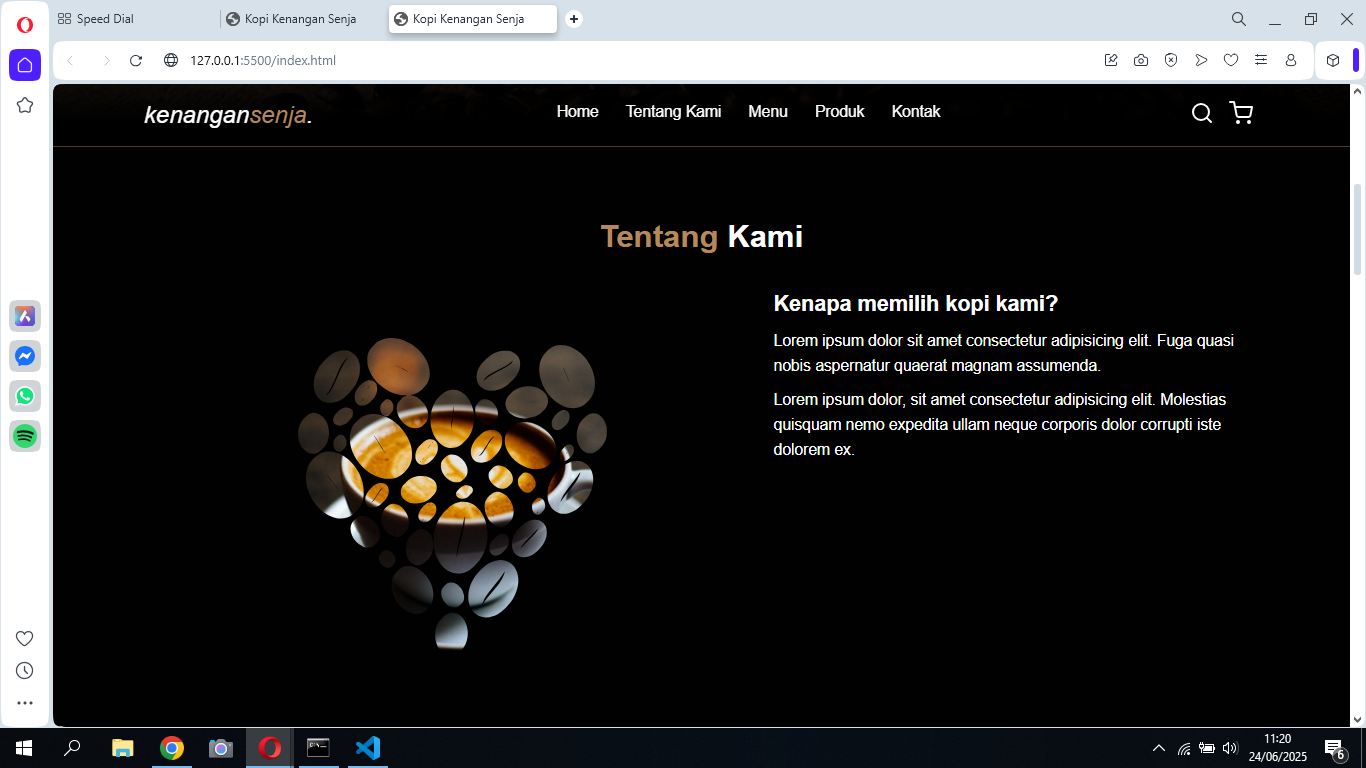 Speed Dial
Kopi Kenangan Senja
Kopi Kenangan Senja
127.0.0.1:5500/index.html
kenangansenja.
Home
Tentang Kami
Menu
Produk
Kontak
Tentang Kami
Kenapa memilih kopi kami?
Lorem ipsum dolor sit amet consectetur adipisicing elit. Fuga quasi
nobis aspernatur quaerat magnam assumenda.
Lorem ipsum dolor, sit amet consectetur adipisicing elit. Molestias
quisquam nemo expedita ullam neque corporis dolor corrupti iste
dolorem ex.
11:20
24/06/2025
6